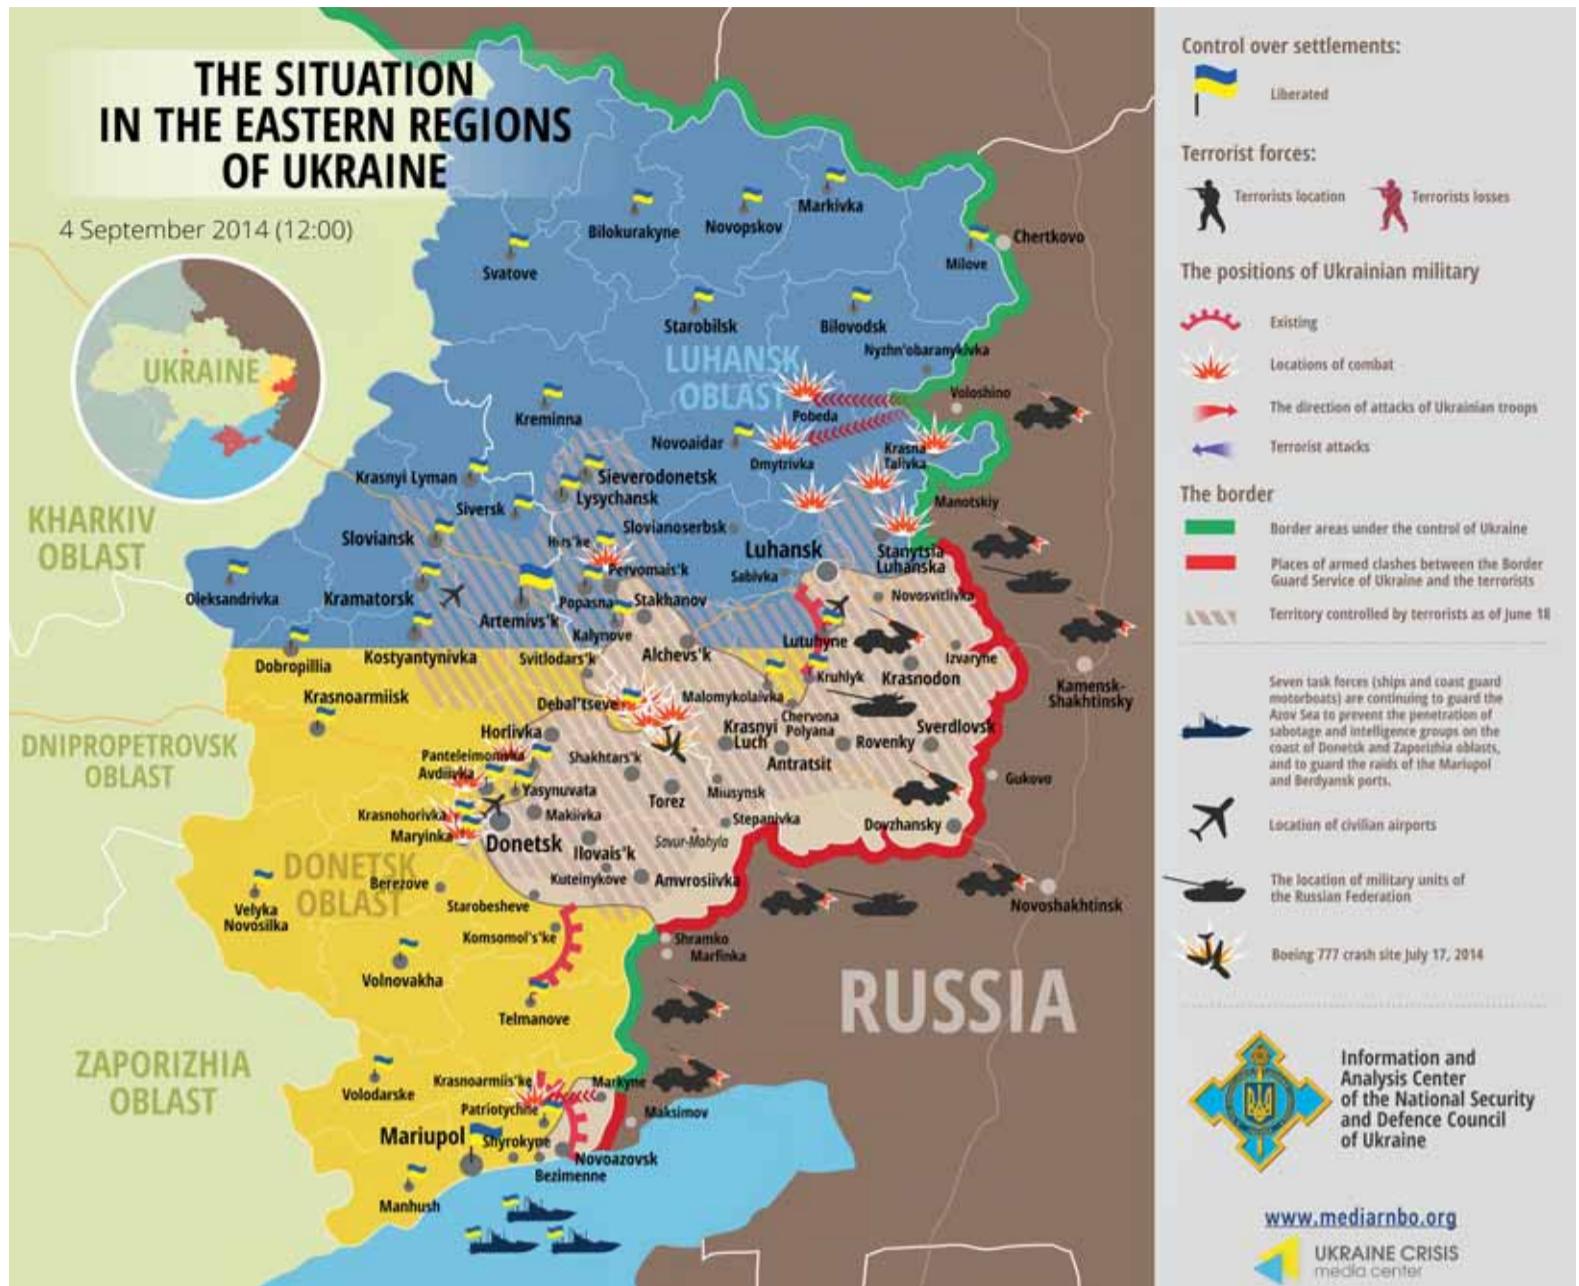 THE SITUATION
IN THE EASTERN REGIONS
OF UKRAINE
4 September 2014 (12:00)
UKRAINE
KHARKIV
OBLAST
DNIPROPETROVSK
OBLAST
ZAPORIZHIA
OBLAST
LUHANSK
OBLAST
DONETSK
OBLAST
RUSSIA
Svatove
Bilokurakyne
Novopskov
Markivka
Milove
Chertkovo
Starobilsk
Bilovodsk
Nyzhn'obaranykivka
Voloshino
Kreminna
Pobeda
Novoaidar
Dmytrivka
Krasna
Talivka
Krasnyi Lyman
Sieverodonetsk
Lysychansk
Siversk
Manotskiy
Sloviansk
Slovianoserbsk
Luhansk
Stanytsia
Luhanska
Pervomais'k
Sabivka
Oleksandrivka
Kramatorsk
Artemivs'k
Popasna
Stakhanov
Novosvitlivka
Kalynove
Lutuhyne
Dobropillia
Kostyantynivka
Svitlodars'k
Alchevs'k
Izvaryne
Krasnoarmiisk
Debal'tseve
Malomykolaivka
Kruhlyk
Krasnodon
Kamensk-
Shakhtinsky
Horlivka
Krasnyi
Luch
Chervona
Polyana
Sverdlovsk
Rovenky
Panteleimonivka
Shakhtars'k
Antratsit
Avdiivka
Yasynuvata
Torez
Miusynsk
Gukovo
Krasnohorivka
Makiivka
Stepanivka
Maryinka
Donetsk
Savur-Mohyla
Dovzhansky
Ilovais'k
Berezove
Kuteinykove
Amvrosiivka
Velyka
Novosilka
Starobesheve
Novoshakhtinsk
Komsomol's'ke
Shramko
Marfinka
Volnovakha
Telmanove
Volodarske
Krasnoarmiis'ke
Markyne
Patriotychne
Maksimov
Mariupol
Shyrokyne
Novoazovsk
Bezimenne
Manhush
Control over settlements:
Liberated
Terrorist forces:
Terrorists location
Terrorists losses
The positions of Ukrainian military
Existing
Locations of combat
The direction of attacks of Ukrainian troops
Terrorist attacks
The border
Border areas under the control of Ukraine
Places of armed clashes between the Border
Guard Service of Ukraine and the terrorists
Territory controlled by terrorists as of June 18
Seven task forces (ships and coast guard
motorboats) are continuing to guard the
Azov Sea to prevent the penetration of
sabotage and intelligence groups on the
coast of Donetsk and Zaporizhia oblasts,
and to guard the raids of the Mariupol
and Berdyansk ports.
Location of civilian airports
The location of military units of
the Russian Federation
Boeing 777 crash site July 17, 2014
Information and
Analysis Center
of the National Security
and Defence Council
of Ukraine
www.mediarnbo.org
UKRAINE CRISIS
media center